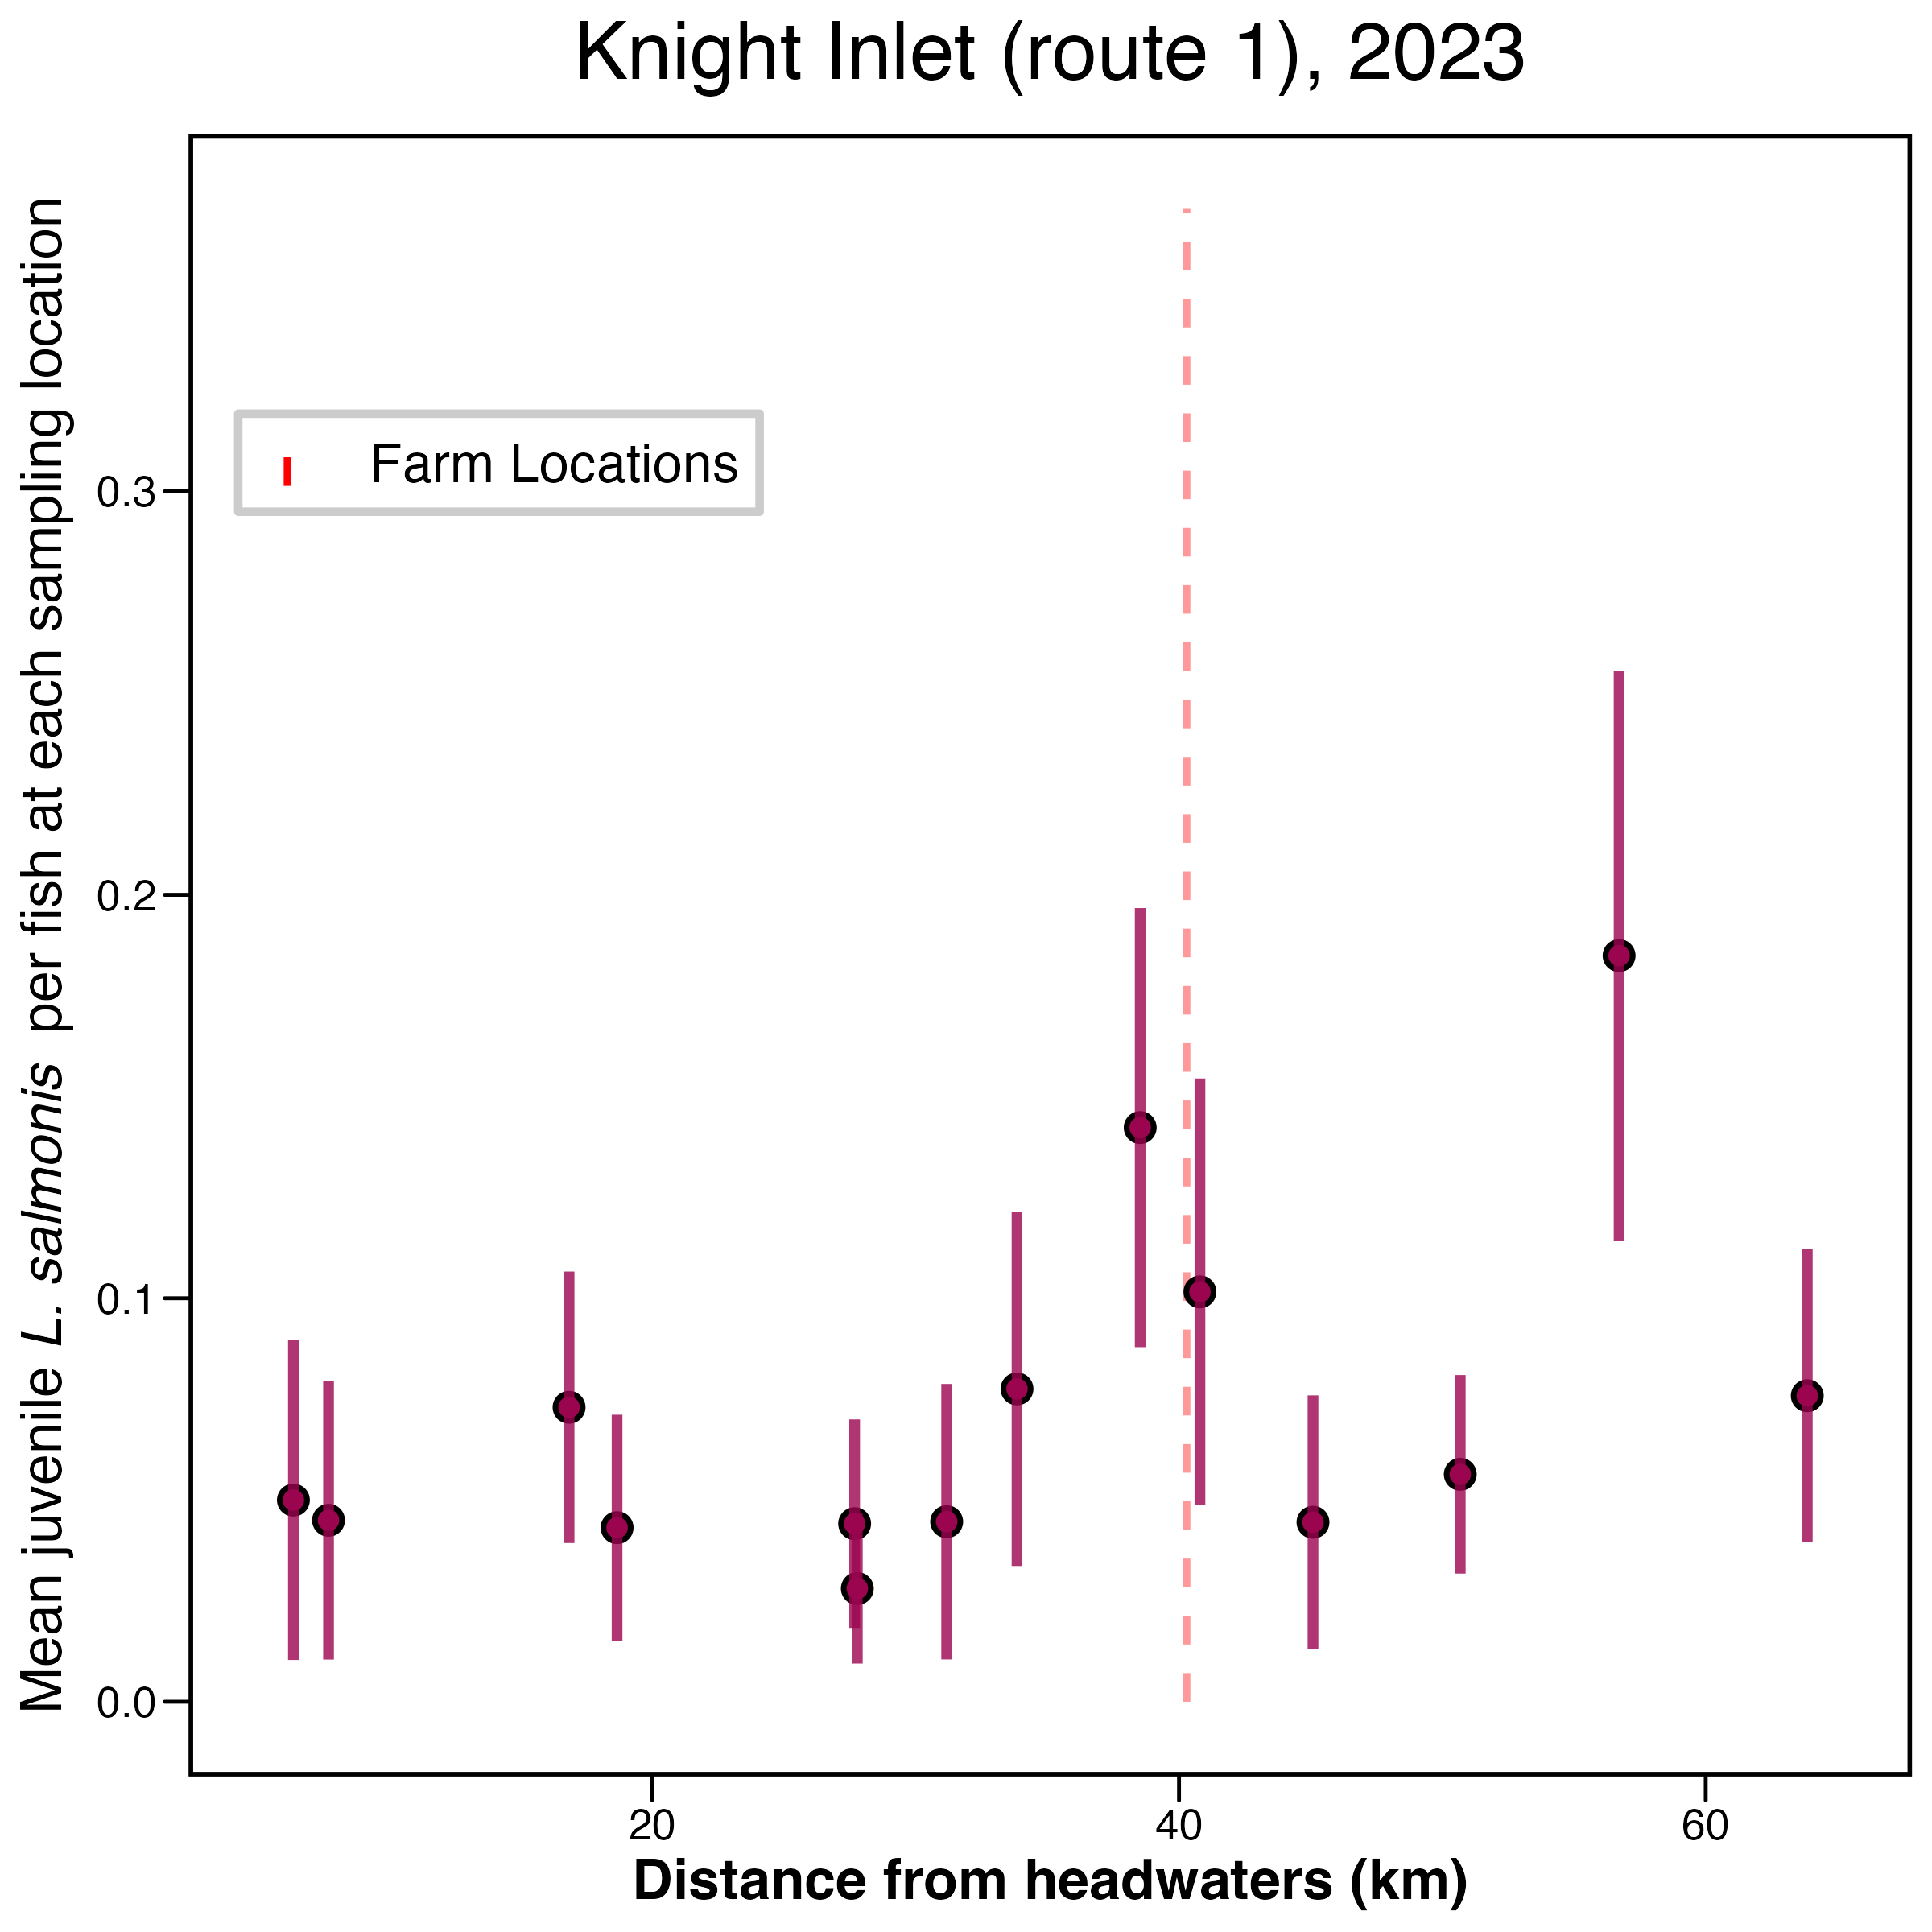 Knight Inlet (route 1), 2023
Mean juvenile L. salmonis per fish at each sampling location
Farm Locations
0.3
0.2
0.1
0.0
20 40 60
Distance from headwaters (km)